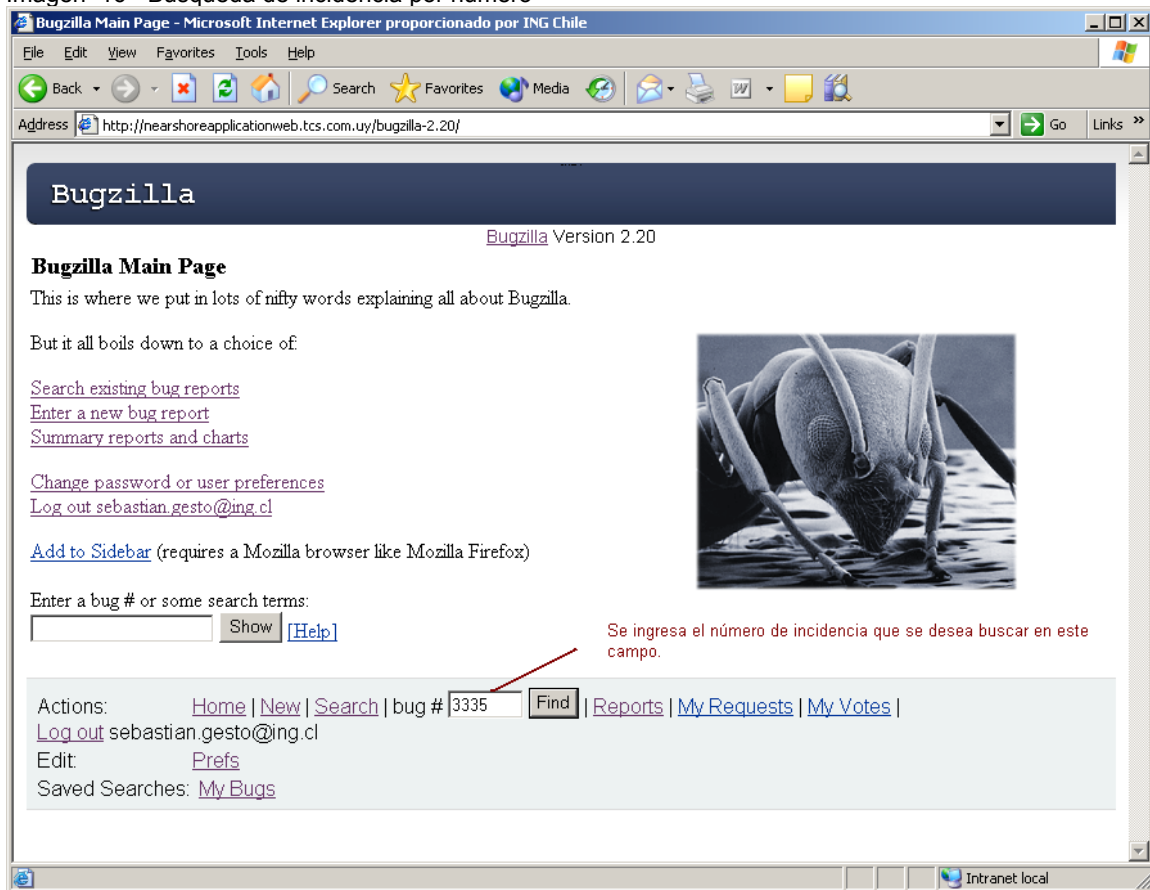 Imagen 16 - Búsqueda de incidencia por número
Bugzilla Main Page - Microsoft Internet Explorer proporcionado por ING Chile
File Edit View Favorites Tools Help
Back Search Favorites Media
Address http://nearshoreapplicationweb.tcs.com.uy/bugzilla-2.20/ Go Links »
Bugzilla
Bugzilla Version 2.20
Bugzilla Main Page
This is where we put in lots of nifty words explaining all about Bugzilla.
But it all boils down to a choice of:
Search existing bug reports
Enter a new bug report
Summary reports and charts
Change password or user preferences
Log out sebastian.gesto@ing.cl
Add to Sidebar (requires a Mozilla browser like Mozilla Firefox)
Enter a bug # or some search terms:
Show [Help]
Se ingresa el número de incidencia que se desea buscar en este
campo.
Actions: Home | New | Search | bug # 3335 Find | Reports | My Requests | My Votes |
Log out sebastian.gesto@ing.cl
Edit: Prefs
Saved Searches: My Bugs
Intranet local